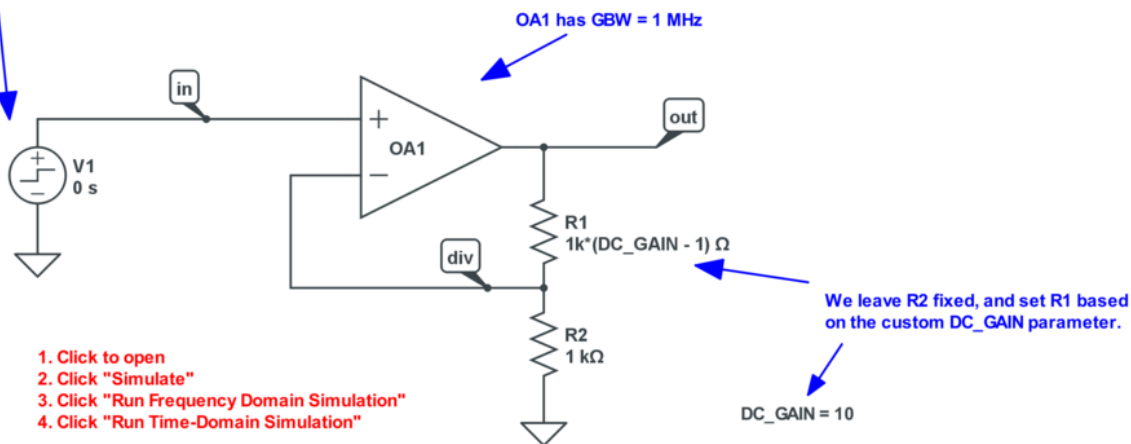 OA1 has GBW = 1 MHz
in
out
+
OA1
−
+
−
V1
0 s
R1
1k*(DC_GAIN - 1) Ω
div
We leave R2 fixed, and set R1 based
on the custom DC_GAIN parameter.
R2
1 kΩ
1. Click to open
2. Click "Simulate"
3. Click "Run Frequency Domain Simulation"
4. Click "Run Time-Domain Simulation"
DC_GAIN = 10